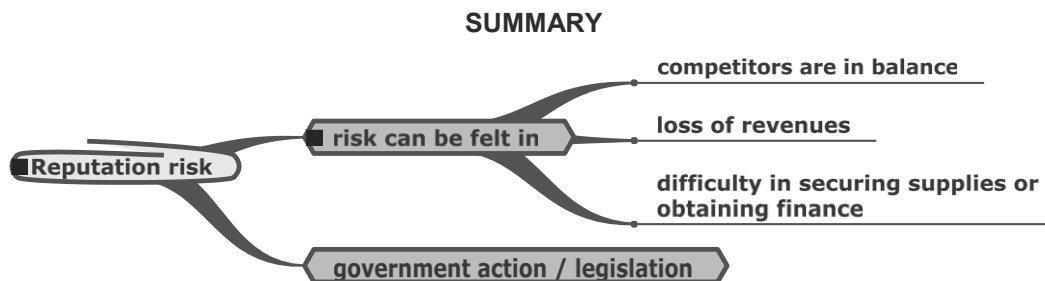 SUMMARY
Reputation risk
risk can be felt in
competitors are in balance
loss of revenues
difficulty in securing supplies or
obtaining finance
government action / legislation